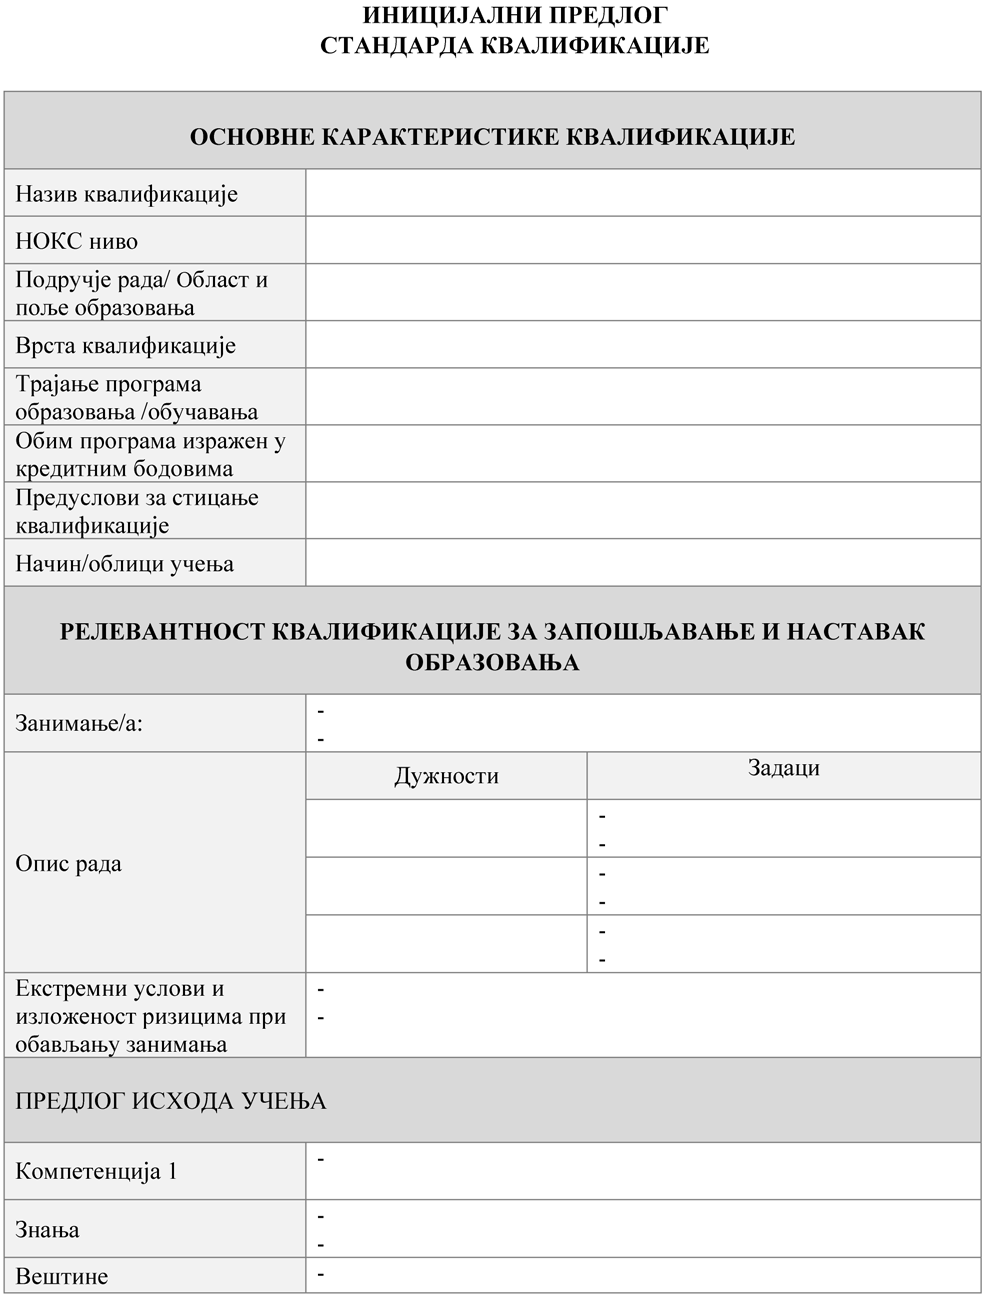 ИНИЦИЈАЛНИ ПРЕДЛОГ
СТАНДАРДА КВАЛИФИКАЦИЈЕ
ОСНОВНЕ КАРАКТЕРИСТИКЕ КВАЛИФИКАЦИЈЕ
Назив квалификације
НОКС ниво
Подручје рада/ Област и
поље образовања
Врста квалификације
Трајање програма
образовања /обучавања
Обим програма изражен у
кредитним бодовима
Предуслови за стицање
квалификације
Начин/облици учења
РЕЛЕВАНТНОСТ КВАЛИФИКАЦИЈЕ ЗА ЗАПОШЉАВАЊЕ И НАСТАВАК
ОБРАЗОВАЊА
Занимање/а:
-
-
Опис рада
Дужности
Задаци
-
-
-
-
-
-
Екстремни услови и
изложеност ризицима при
обављању занимања
-
-
ПРЕДЛОГ ИСХОДА УЧЕЊА
Компетенција 1
-
Знања
-
-
Вештине
-